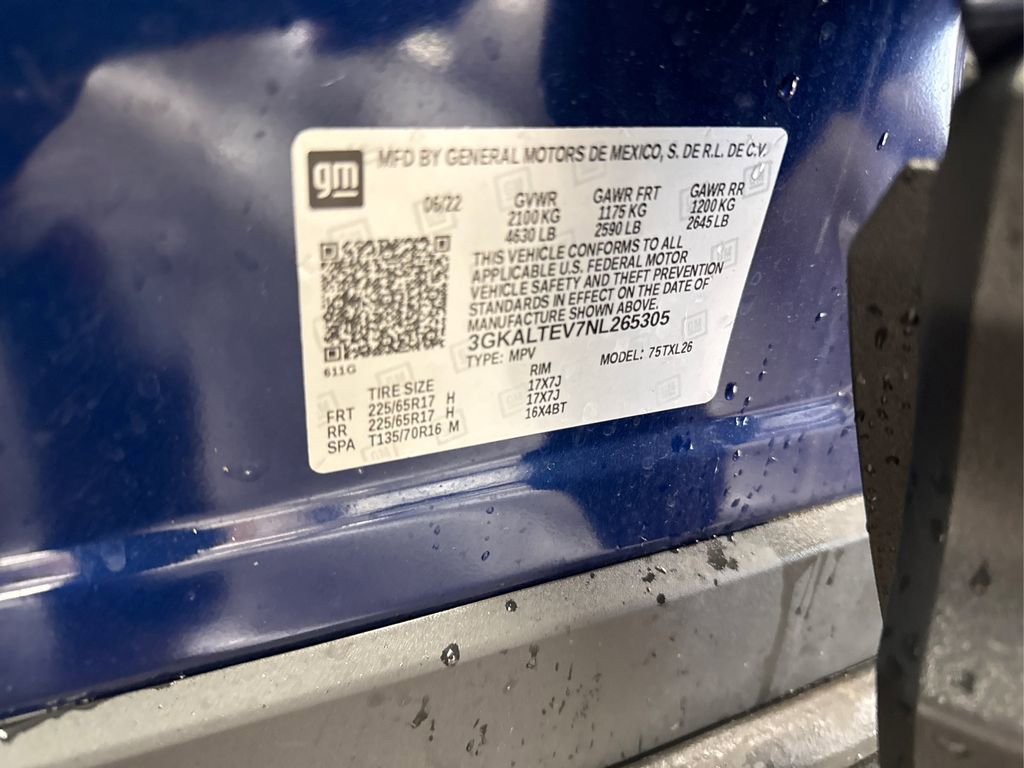 gm
MFD BY GENERAL MOTORS DE MEXICO, S. DE R.L. DE C.V.
06/22 GVWR GAWR FRT GAWR RR
2100 KG 1175 KG 1200 KG
4630 LB 2590 LB 2645 LB
THIS VEHICLE CONFORMS TO ALL
APPLICABLE U.S. FEDERAL MOTOR
VEHICLE SAFETY AND THEFT PREVENTION
STANDARDS IN EFFECT ON THE DATE OF
MANUFACTURE SHOWN ABOVE.
3GKALTEV7NL265305
TYPE: MPV MODEL: 75TXL26
611G
TIRE SIZE RIM
FRT 225/65R17 H 17X7J
RR 225/65R17 H 17X7J
SPA T135/70R16 M 16X4BT